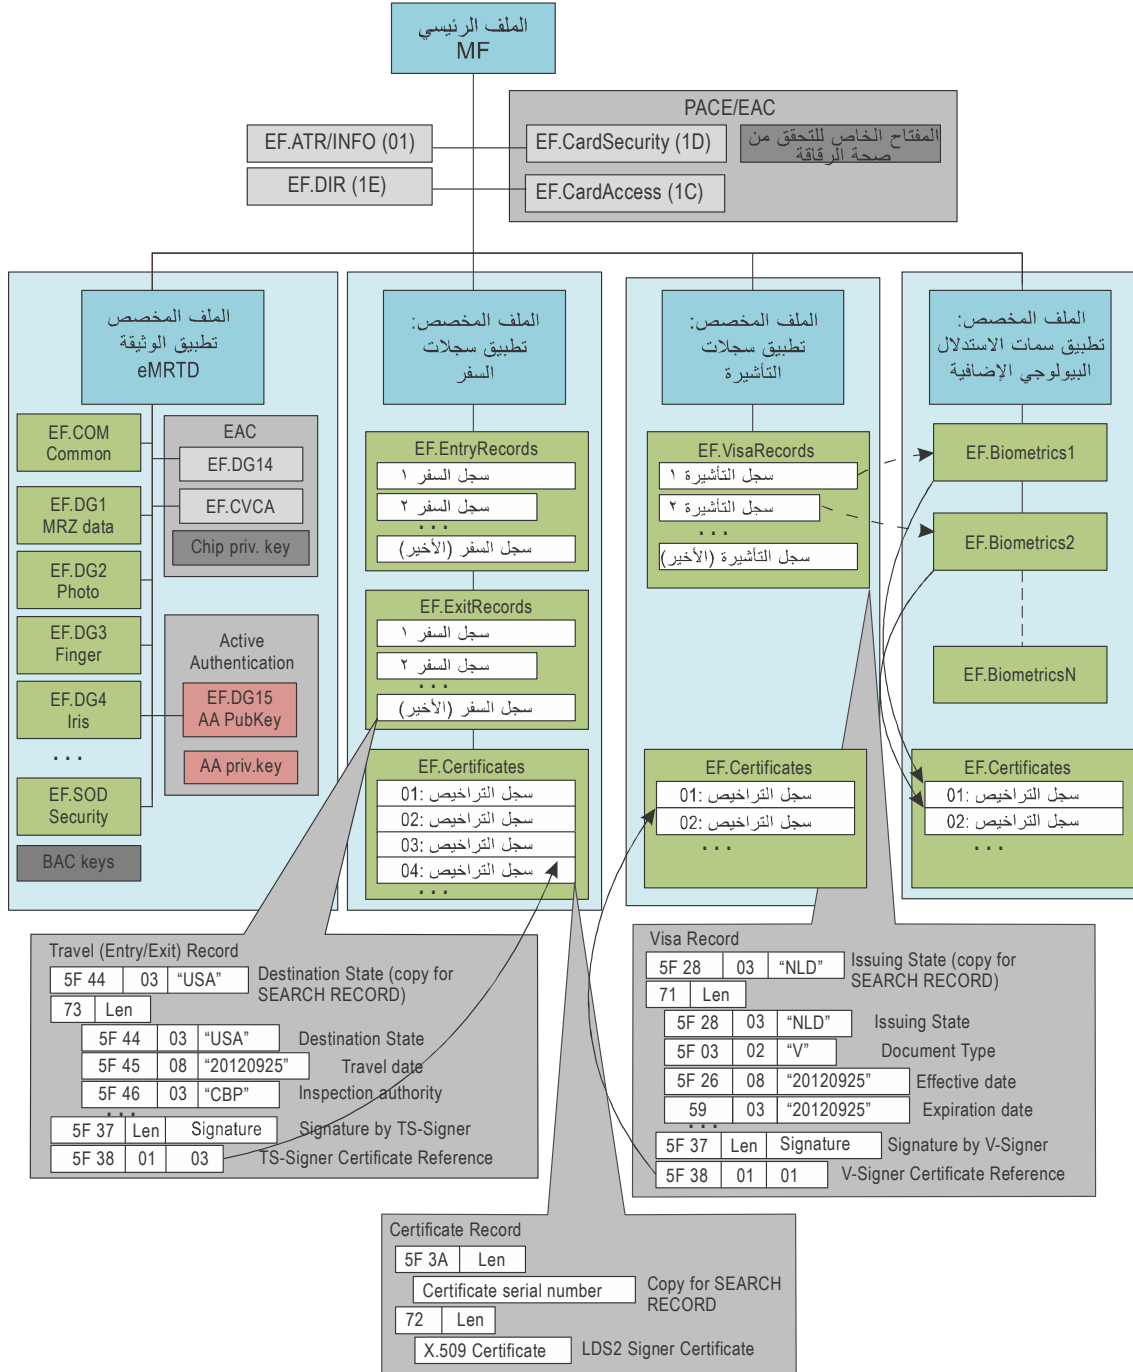 الملف الرئيسي
MF
PACE/EAC
EF.ATR/INFO (01)
EF.CardSecurity (1D)
المفتاح الخاص للتحقق من
صحة الرقاقة
EF.DIR (1E)
EF.CardAccess (1C)
الملف المخصص
تطبيق الوثيقة
eMRTD
EF.COM
Common
EF.DG1
MRZ data
EF.DG2
Photo
EF.DG3
Finger
EF.DG4
Iris
...
EF.SOD
Security
BAC keys
EAC
EF.DG14
EF.CVCA
Chip priv. key
Active
Authentication
EF.DG15
AA PubKey
AA priv.key
الملف المخصص:
تطبيق سجلات
السفر
EF.EntryRecords
سجل السفر ١
سجل السفر ٢
...
سجل السفر (الأخير)
EF.ExitRecords
سجل السفر ١
سجل السفر ٢
...
سجل السفر (الأخير)
EF.Certificates
سجل التراخيص :01
سجل التراخيص :02
سجل التراخيص :03
سجل التراخيص :04
...
الملف المخصص:
تطبيق سجلات
التأشيرة
EF.VisaRecords
سجل التأشيرة ١
سجل التأشيرة ٢
...
سجل التأشيرة (الأخير)
EF.Certificates
سجل التراخيص :01
سجل التراخيص :02
...
الملف المخصص:
تطبيق سمات الاستدلال
البيولوجي الإضافية
EF.Biometrics1
EF.Biometrics2
EF.BiometricsN
EF.Certificates
سجل التراخيص :01
سجل التراخيص :02
...
Travel (Entry/Exit) Record
5F 44 03 “USA” Destination State (copy for
SEARCH RECORD)
73 Len
5F 44 03 “USA” Destination State
5F 45 08 “20120925” Travel date
5F 46 03 “CBP” Inspection authority
...
5F 37 Len Signature Signature by TS-Signer
5F 38 01 03 TS-Signer Certificate Reference
Visa Record
5F 28 03 “NLD” Issuing State (copy for
SEARCH RECORD)
71 Len
5F 28 03 “NLD” Issuing State
5F 03 02 “V” Document Type
5F 26 08 “20120925” Effective date
59 03 “20120925” Expiration date
...
5F 37 Len Signature Signature by V-Signer
5F 38 01 01 V-Signer Certificate Reference
Certificate Record
5F 3A Len
Certificate serial number Copy for SEARCH
RECORD
72 Len
X.509 Certificate LDS2 Signer Certificate